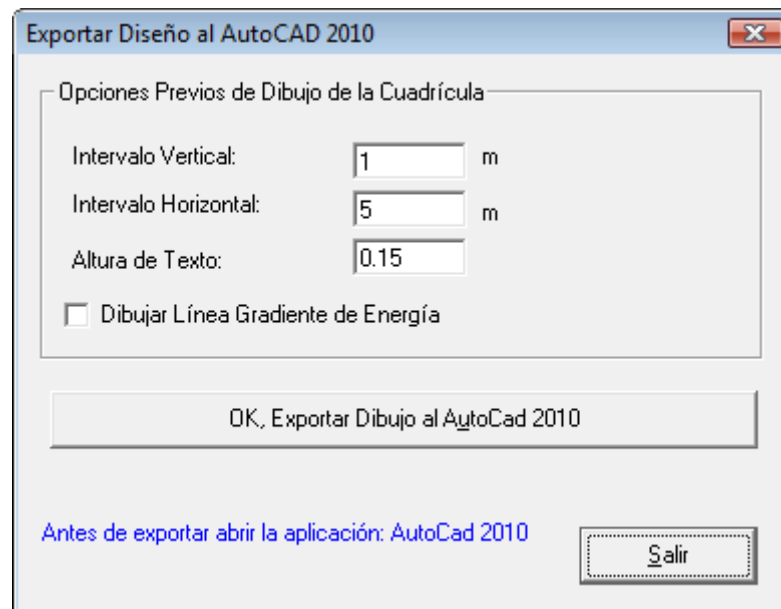 Exportar Diseño al AutoCAD 2010
Opciones Previos de Dibujo de la Cuadrícula
Intervalo Vertical: 1 m
Intervalo Horizontal: 5 m
Altura de Texto: 0.15
Dibujar Línea Gradiente de Energía
OK, Exportar Dibujo al AutoCad 2010
Antes de exportar abrir la aplicación: AutoCad 2010
Salir